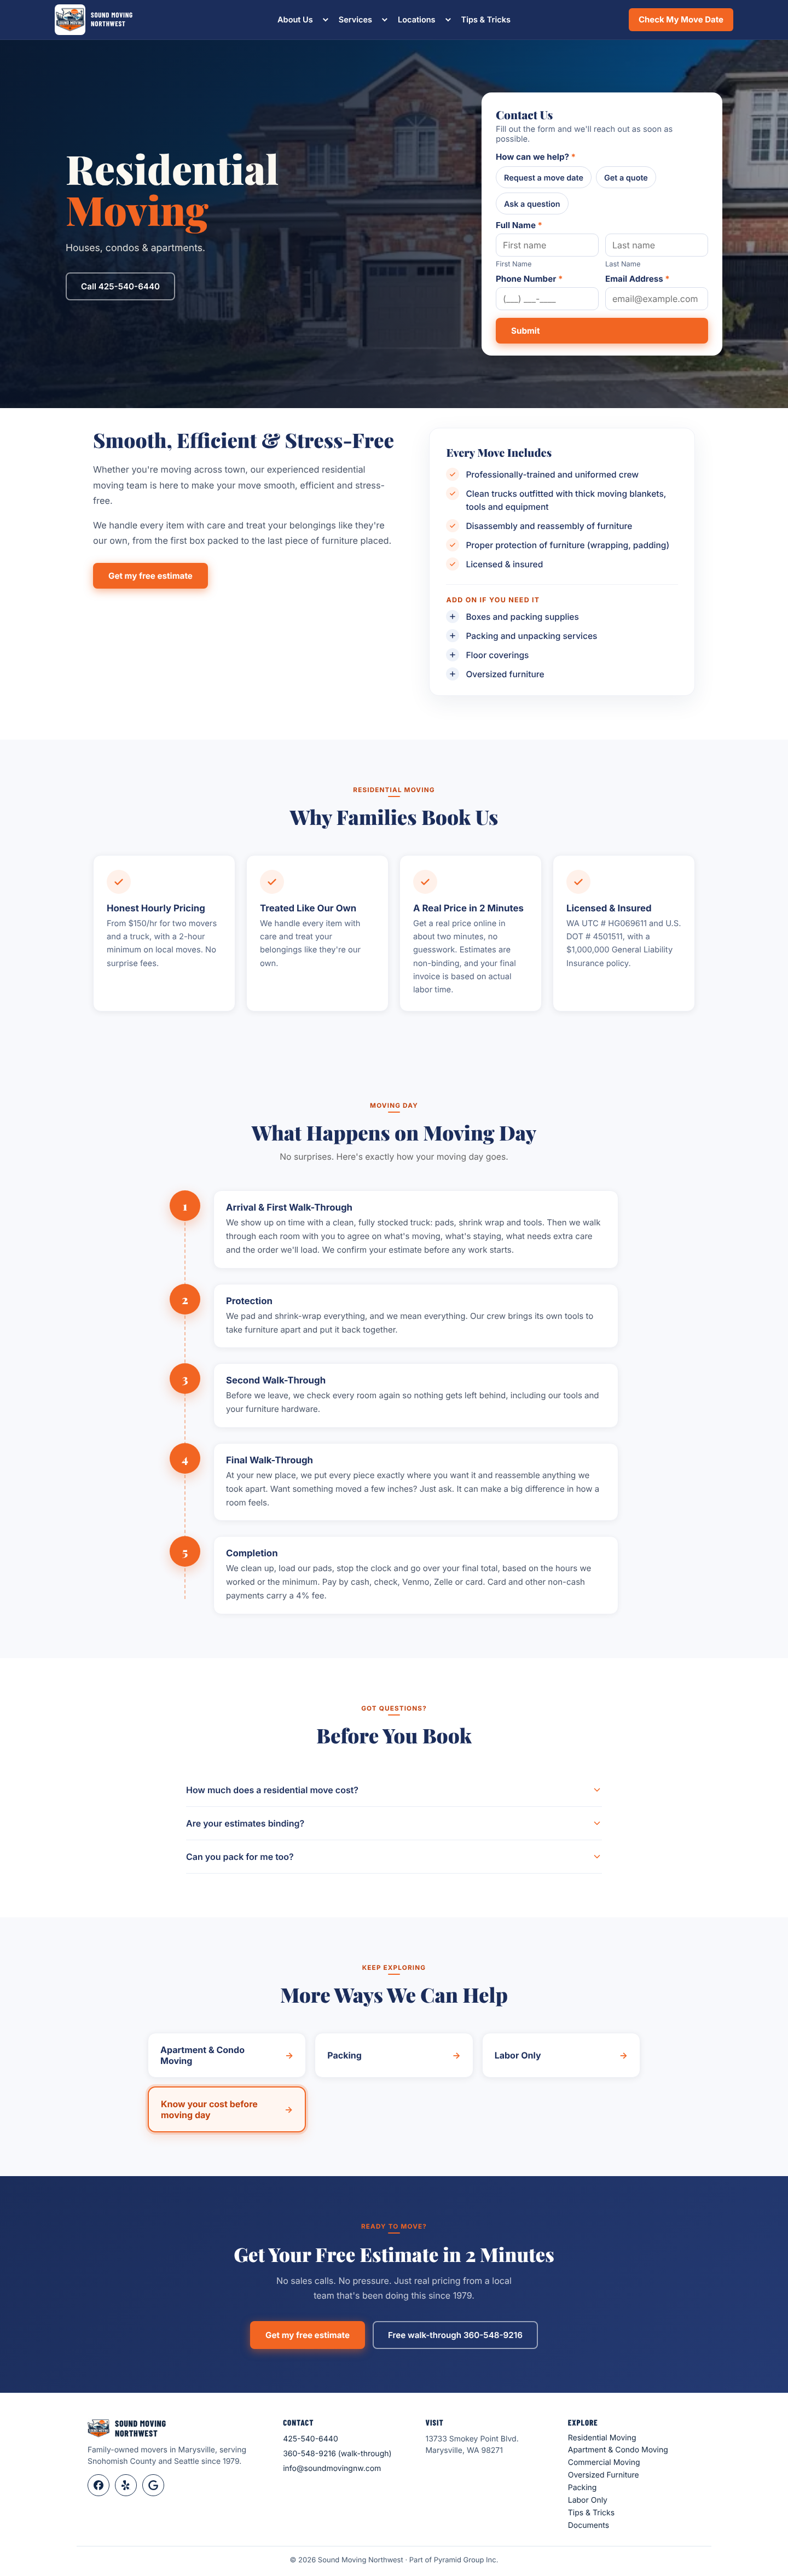 SOUND MOVING
NORTHWEST
About Us
Services
Locations
Tips & Tricks
Check My Move Date
Residential
Moving
Houses, condos & apartments.
Call 425-540-6440
Contact Us
Fill out the form and we'll reach out as soon as
possible.
How can we help? *
Request a move date
Get a quote
Ask a question
Full Name *
First name
Last name
First Name
Last Name
Phone Number *
Email Address *
(___) ___-____
email@example.com
Submit
Smooth, Efficient & Stress-Free
Whether you're moving across town, our experienced residential
moving team is here to make your move smooth, efficient and stress-
free.
We handle every item with care and treat your belongings like they're
our own, from the first box packed to the last piece of furniture placed.
Get my free estimate
Every Move Includes
Professionally-trained and uniformed crew
Clean trucks outfitted with thick moving blankets,
tools and equipment
Disassembly and reassembly of furniture
Proper protection of furniture (wrapping, padding)
Licensed & insured
ADD ON IF YOU NEED IT
Boxes and packing supplies
Packing and unpacking services
Floor coverings
Oversized furniture
RESIDENTIAL MOVING
Why Families Book Us
Honest Hourly Pricing
From $150/hr for two movers
and a truck, with a 2-hour
minimum on local moves. No
surprise fees.
Treated Like Our Own
We handle every item with
care and treat your
belongings like they're our
own.
A Real Price in 2 Minutes
Get a real price online in
about two minutes, no
guesswork. Estimates are
non-binding, and your final
invoice is based on actual
labor time.
Licensed & Insured
WA UTC # HG069611 and U.S.
DOT # 4501511, with a
$1,000,000 General Liability
Insurance policy.
MOVING DAY
What Happens on Moving Day
No surprises. Here's exactly how your moving day goes.
1
Arrival & First Walk-Through
We show up on time with a clean, fully stocked truck: pads, shrink wrap and tools. Then we walk
through each room with you to agree on what's moving, what's staying, what needs extra care
and the order we'll load. We confirm your estimate before any work starts.
2
Protection
We pad and shrink-wrap everything, and we mean everything. Our crew brings its own tools to
take furniture apart and put it back together.
3
Second Walk-Through
Before we leave, we check every room again so nothing gets left behind, including our tools and
your furniture hardware.
4
Final Walk-Through
At your new place, we put every piece exactly where you want it and reassemble anything we
took apart. Want something moved a few inches? Just ask. It can make a big difference in how a
room feels.
5
Completion
We clean up, load our pads, stop the clock and go over your final total, based on the hours we
worked or the minimum. Pay by cash, check, Venmo, Zelle or card. Card and other non-cash
payments carry a 4% fee.
GOT QUESTIONS?
Before You Book
How much does a residential move cost?
Are your estimates binding?
Can you pack for me too?
KEEP EXPLORING
More Ways We Can Help
Apartment & Condo
Moving
Packing
Labor Only
Know your cost before
moving day
READY TO MOVE?
Get Your Free Estimate in 2 Minutes
No sales calls. No pressure. Just real pricing from a local
team that's been doing this since 1979.
Get my free estimate
Free walk-through 360-548-9216
SOUND MOVING
NORTHWEST
Family-owned movers in Marysville, serving
Snohomish County and Seattle since 1979.
CONTACT
425-540-6440
360-548-9216 (walk-through)
info@soundmovingnw.com
VISIT
13733 Smokey Point Blvd.
Marysville, WA 98271
EXPLORE
Residential Moving
Apartment & Condo Moving
Commercial Moving
Oversized Furniture
Packing
Labor Only
Tips & Tricks
Documents
© 2026 Sound Moving Northwest · Part of Pyramid Group Inc.